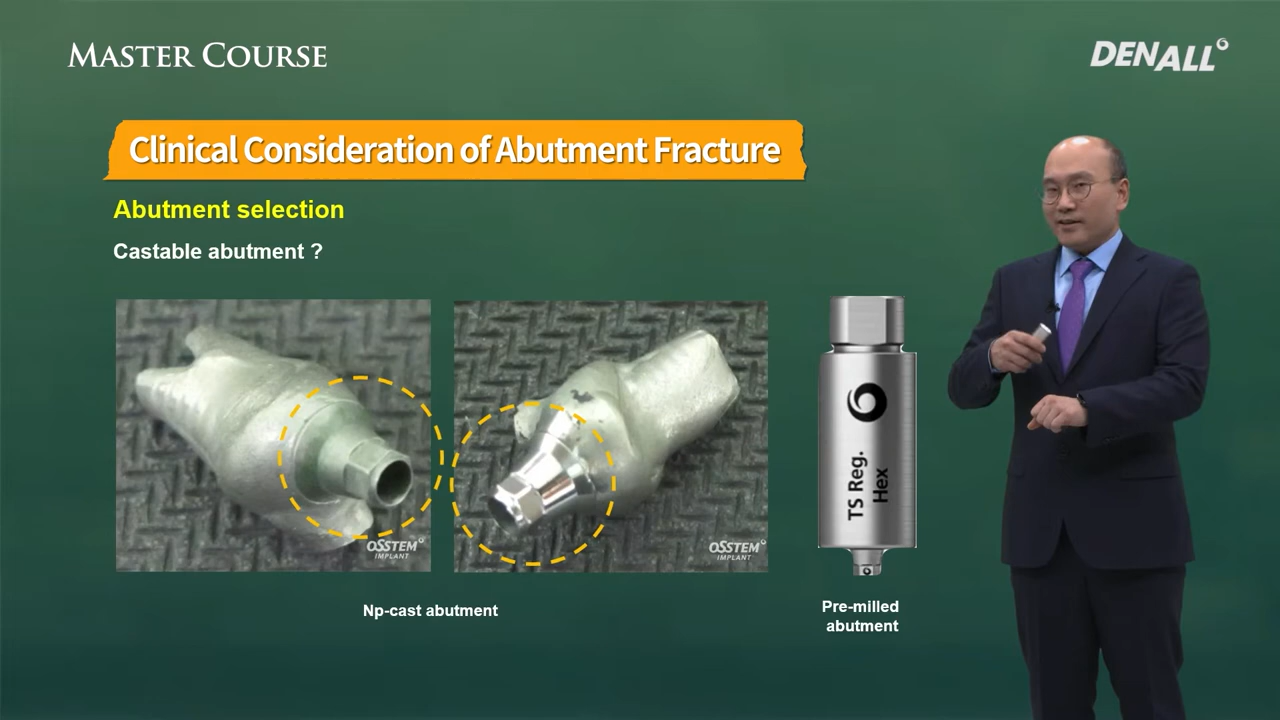 MASTER COURSE
DENALL
Clinical Consideration of Abutment Fracture
Abutment selection
Castable abutment ?
OSSTEM
IMPLANT
OSSTEM
IMPLANT
TS Reg.
Hex
Np-cast abutment
Pre-milled
abutment